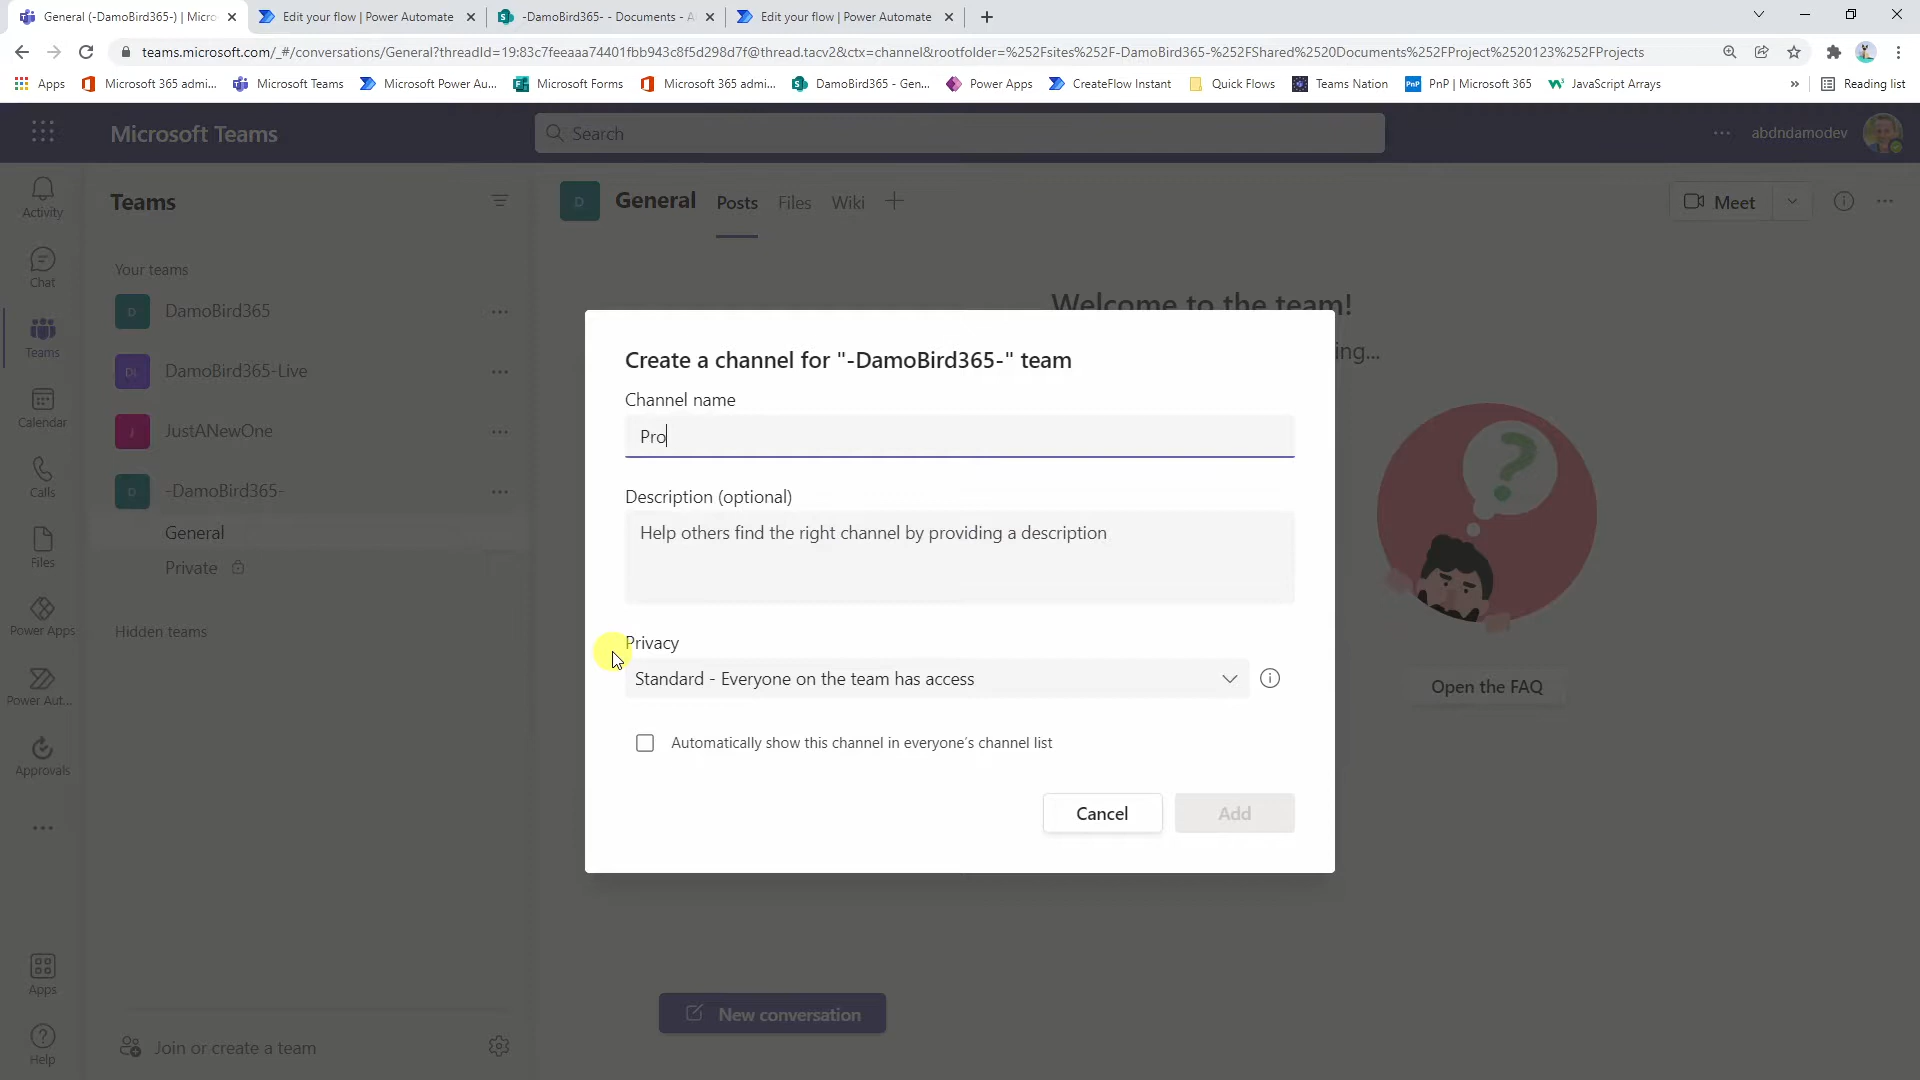 General (-DamoBird365-) | Micro
Edit your flow | Power Automate
-DamoBird365- - Documents - A
Edit your flow | Power Automate
teams.microsoft.com/_#/conversations/General?threadId=19:83c7feeaaa74401fbb943c8f5d298d7f@thread.tacv2&ctx=channel&rootfolder=%252Fsites%252F-DamoBird365-%252FShared%2520Documents%252FProject%2520123%252FProjects
Apps
Microsoft 365 admi...
Microsoft Teams
Microsoft Power Au...
Microsoft Forms
Microsoft 365 admi...
DamoBird365 - Gen...
Power Apps
CreateFlow Instant
Quick Flows
Teams Nation
PnP | Microsoft 365
JavaScript Arrays
»
Reading list
Microsoft Teams
Search
abdndamodev
Activity
Chat
Teams
Calendar
Calls
Files
Power Apps
Power Aut...
Approvals
Apps
Help
Teams
Your teams
D DamoBird365
DL DamoBird365-Live
J JustANewOne
D -DamoBird365-
General
Private
Hidden teams
Join or create a team
D General Posts Files Wiki
Meet
Welcome to the team!
ing...
Open the FAQ
New conversation
Create a channel for "-DamoBird365-" team
Channel name
Pro
Description (optional)
Help others find the right channel by providing a description
Privacy
Standard - Everyone on the team has access
Automatically show this channel in everyone's channel list
Cancel
Add